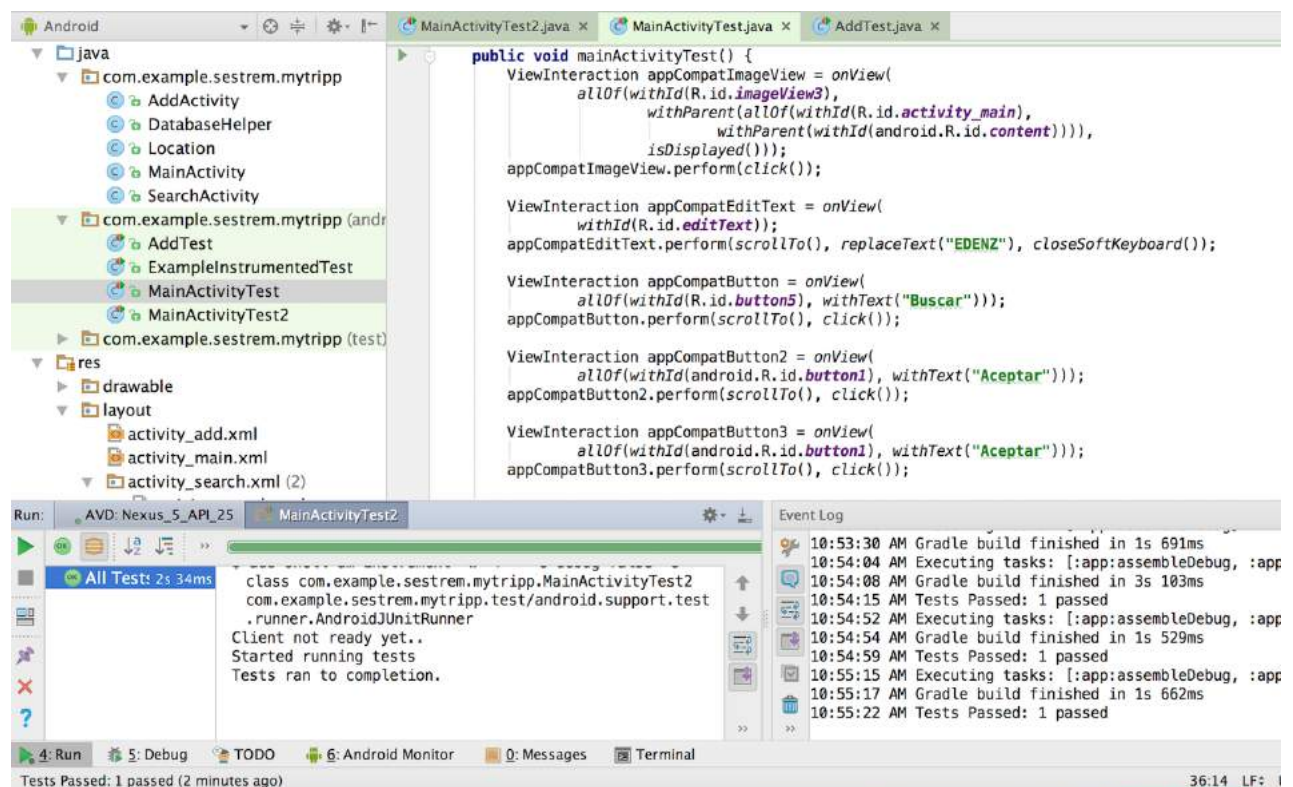 Android
MainActivityTest2.java ×
MainActivityTest.java ×
AddTest.java ×
java
com.example.sestrem.mytripp
AddActivity
DatabaseHelper
Location
MainActivity
SearchActivity
com.example.sestrem.mytripp (andr
AddTest
ExampleInstrumentedTest
MainActivityTest
MainActivityTest2
com.example.sestrem.mytripp (test)
res
drawable
layout
activity_add.xml
activity_main.xml
activity_search.xml (2)
public void mainActivityTest() {
ViewInteraction appCompatImageView = onView(
allOf(withId(R.id.imageView3),
withParent(allOf(withId(R.id.activity_main),
withParent(withId(android.R.id.content)))),
isDisplayed()));
appCompatImageView.perform(click());
ViewInteraction appCompatEditText = onView(
withId(R.id.editText));
appCompatEditText.perform(scrollTo(), replaceText("EDENZ"), closeSoftKeyboard());
ViewInteraction appCompatButton = onView(
allOf(withId(R.id.button5), withText("Buscar")));
appCompatButton.perform(scrollTo(), click());
ViewInteraction appCompatButton2 = onView(
allOf(withId(android.R.id.button1), withText("Aceptar")));
appCompatButton2.perform(scrollTo(), click());
ViewInteraction appCompatButton3 = onView(
allOf(withId(android.R.id.button1), withText("Aceptar")));
appCompatButton3.perform(scrollTo(), click());
Run:
AVD: Nexus_5_API_25
MainActivityTest2
OK
OK All Test: 2s 34ms
class com.example.sestrem.mytripp.MainActivityTest2
com.example.sestrem.mytripp.test/android.support.test
.runner.AndroidJUnitRunner
Client not ready yet..
Started running tests
Tests ran to completion.
Event Log
10:53:30 AM Gradle build finished in 1s 691ms
10:54:04 AM Executing tasks: [:app:assembleDebug, :app
10:54:08 AM Gradle build finished in 3s 103ms
10:54:15 AM Tests Passed: 1 passed
10:54:52 AM Executing tasks: [:app:assembleDebug, :app
10:54:54 AM Gradle build finished in 1s 529ms
10:54:59 AM Tests Passed: 1 passed
10:55:15 AM Executing tasks: [:app:assembleDebug, :app
10:55:17 AM Gradle build finished in 1s 662ms
10:55:22 AM Tests Passed: 1 passed
4: Run
5: Debug
TODO
6: Android Monitor
0: Messages
Terminal
Tests Passed: 1 passed (2 minutes ago)
36:14 LF